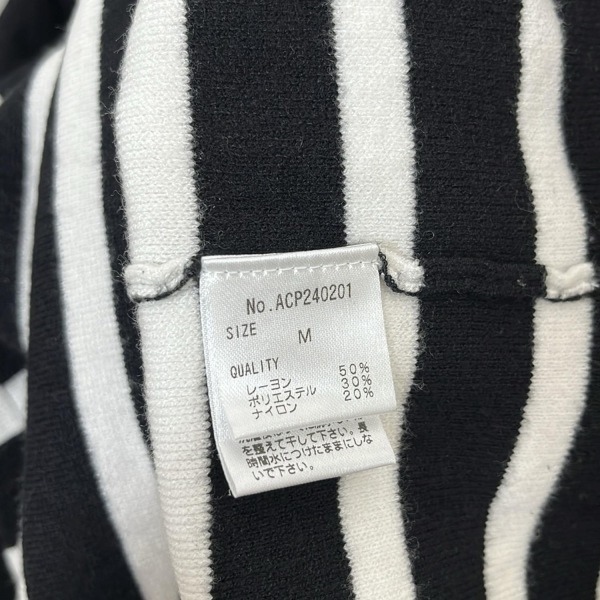 No.ACP240201
SIZE
M
QUALITY
レーヨン 50%
ポリエステル 30%
ナイロン 20%
を整えて干して下さい。長
時間水につけたままにしな
いで下さい。